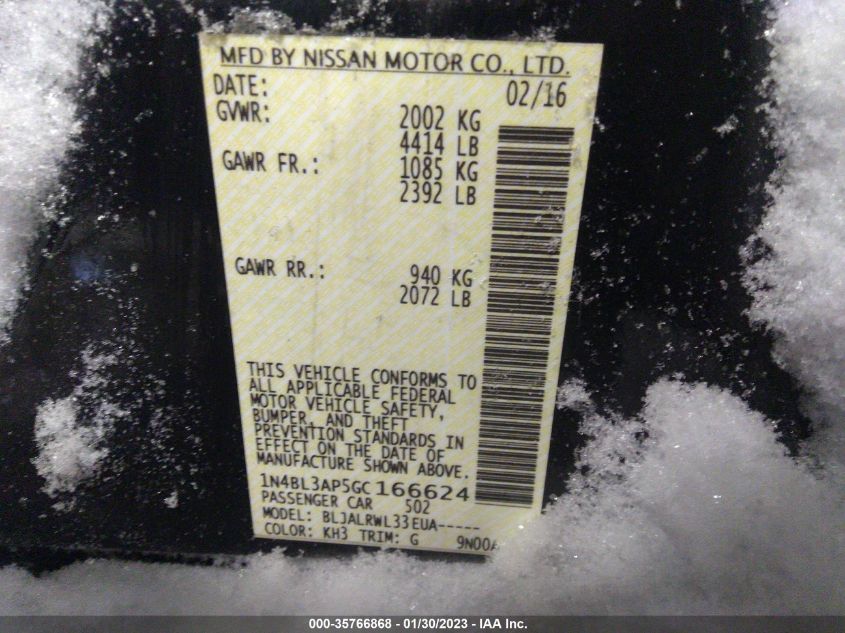 MFD BY NISSAN MOTOR CO., LTD.
DATE: 02/16
GVWR: 2002 KG
4414 LB
GAWR FR.: 1085 KG
2392 LB
GAWR RR.: 940 KG
2072 LB
THIS VEHICLE CONFORMS TO
ALL APPLICABLE FEDERAL
MOTOR VEHICLE SAFETY,
BUMPER, AND THEFT
PREVENTION STANDARDS IN
EFFECT ON THE DATE OF
MANUFACTURE SHOWN ABOVE.
1N4BL3AP5GC166624
PASSENGER CAR 502
MODEL: BLJALRWL33EUA-----
COLOR: KH3 TRIM: G 9N00A
000-35766868 - 01/30/2023 - IAA Inc.